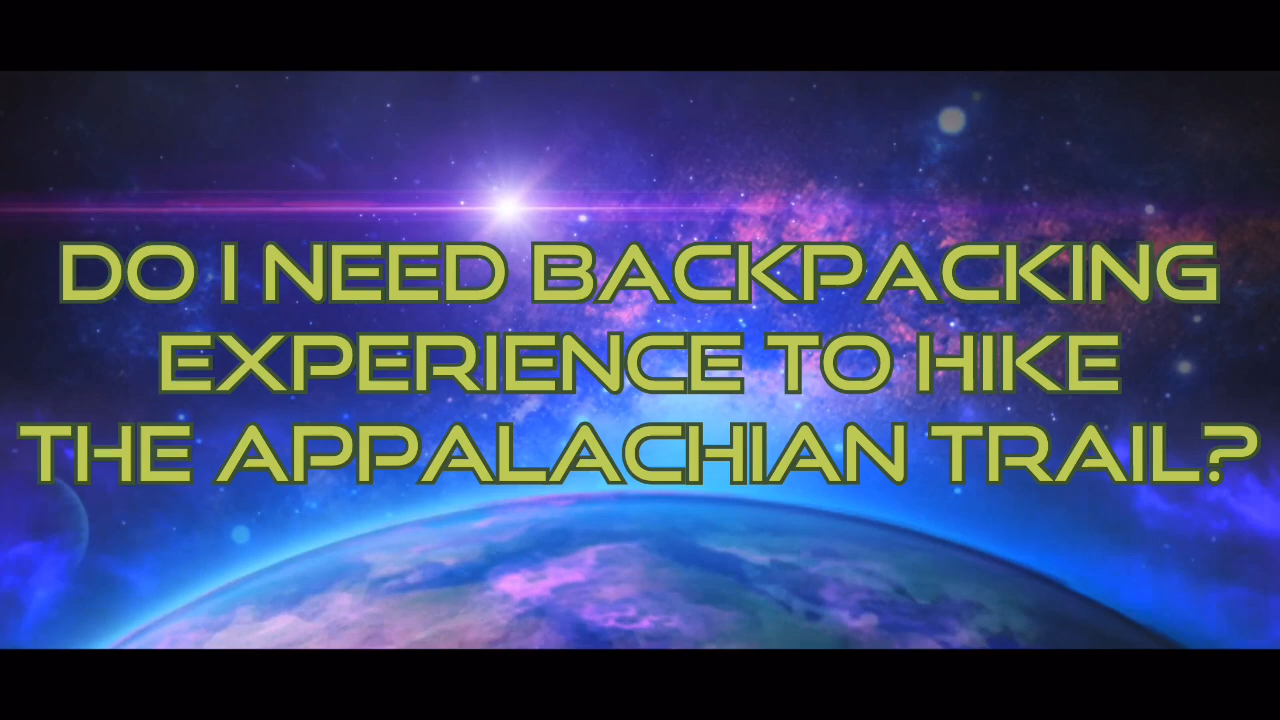 DO I NEED BACKPACKING
EXPERIENCE TO HIKE
THE APPALACHIAN TRAIL?